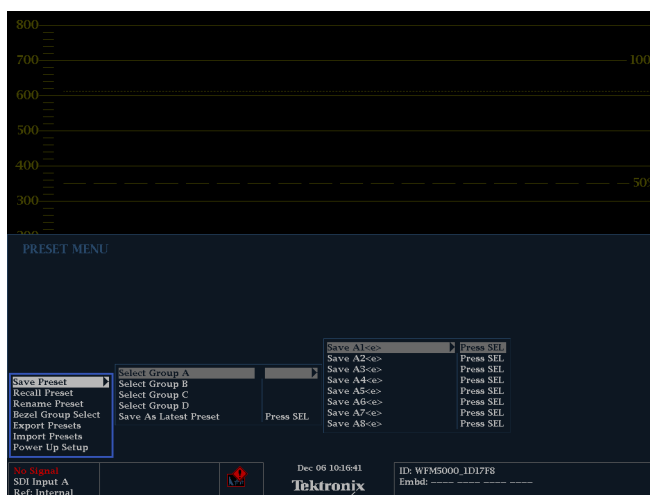 800
700
100
600
500
400
50%
300
PRESET MENU
Save Preset
Recall Preset
Rename Preset
Bezel Group Select
Export Presets
Import Presets
Power Up Setup
Select Group A
Select Group B
Select Group C
Select Group D
Save As Latest Preset Press SEL
Save A1<e> Press SEL
Save A2<e> Press SEL
Save A3<e> Press SEL
Save A4<e> Press SEL
Save A5<e> Press SEL
Save A6<e> Press SEL
Save A7<e> Press SEL
Save A8<e> Press SEL
No Signal
SDI Input A
Ref: Internal
Dec 06 10:16:41
Tektronix
ID: WFM5000_1D17F8
Embd: ---- ---- ---- ----